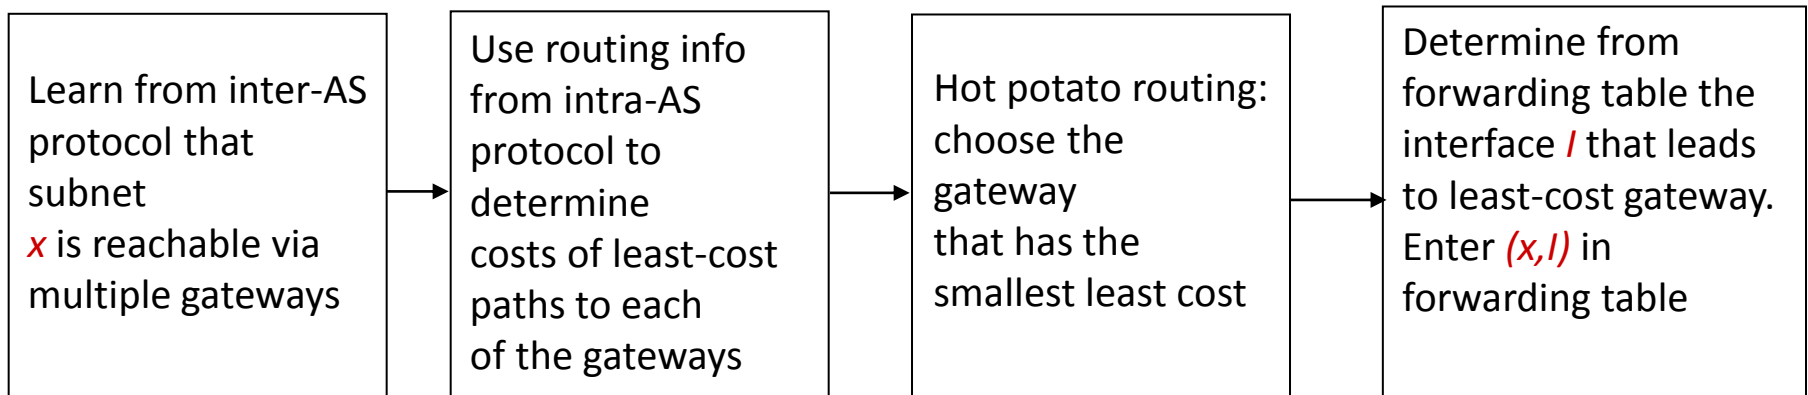 Learn from inter-AS
protocol that
subnet
x is reachable via
multiple gateways
Use routing info
from intra-AS
protocol to
determine
costs of least-cost
paths to each
of the gateways
Hot potato routing:
choose the
gateway
that has the
smallest least cost
Determine from
forwarding table the
interface I that leads
to least-cost gateway.
Enter (x,I) in
forwarding table